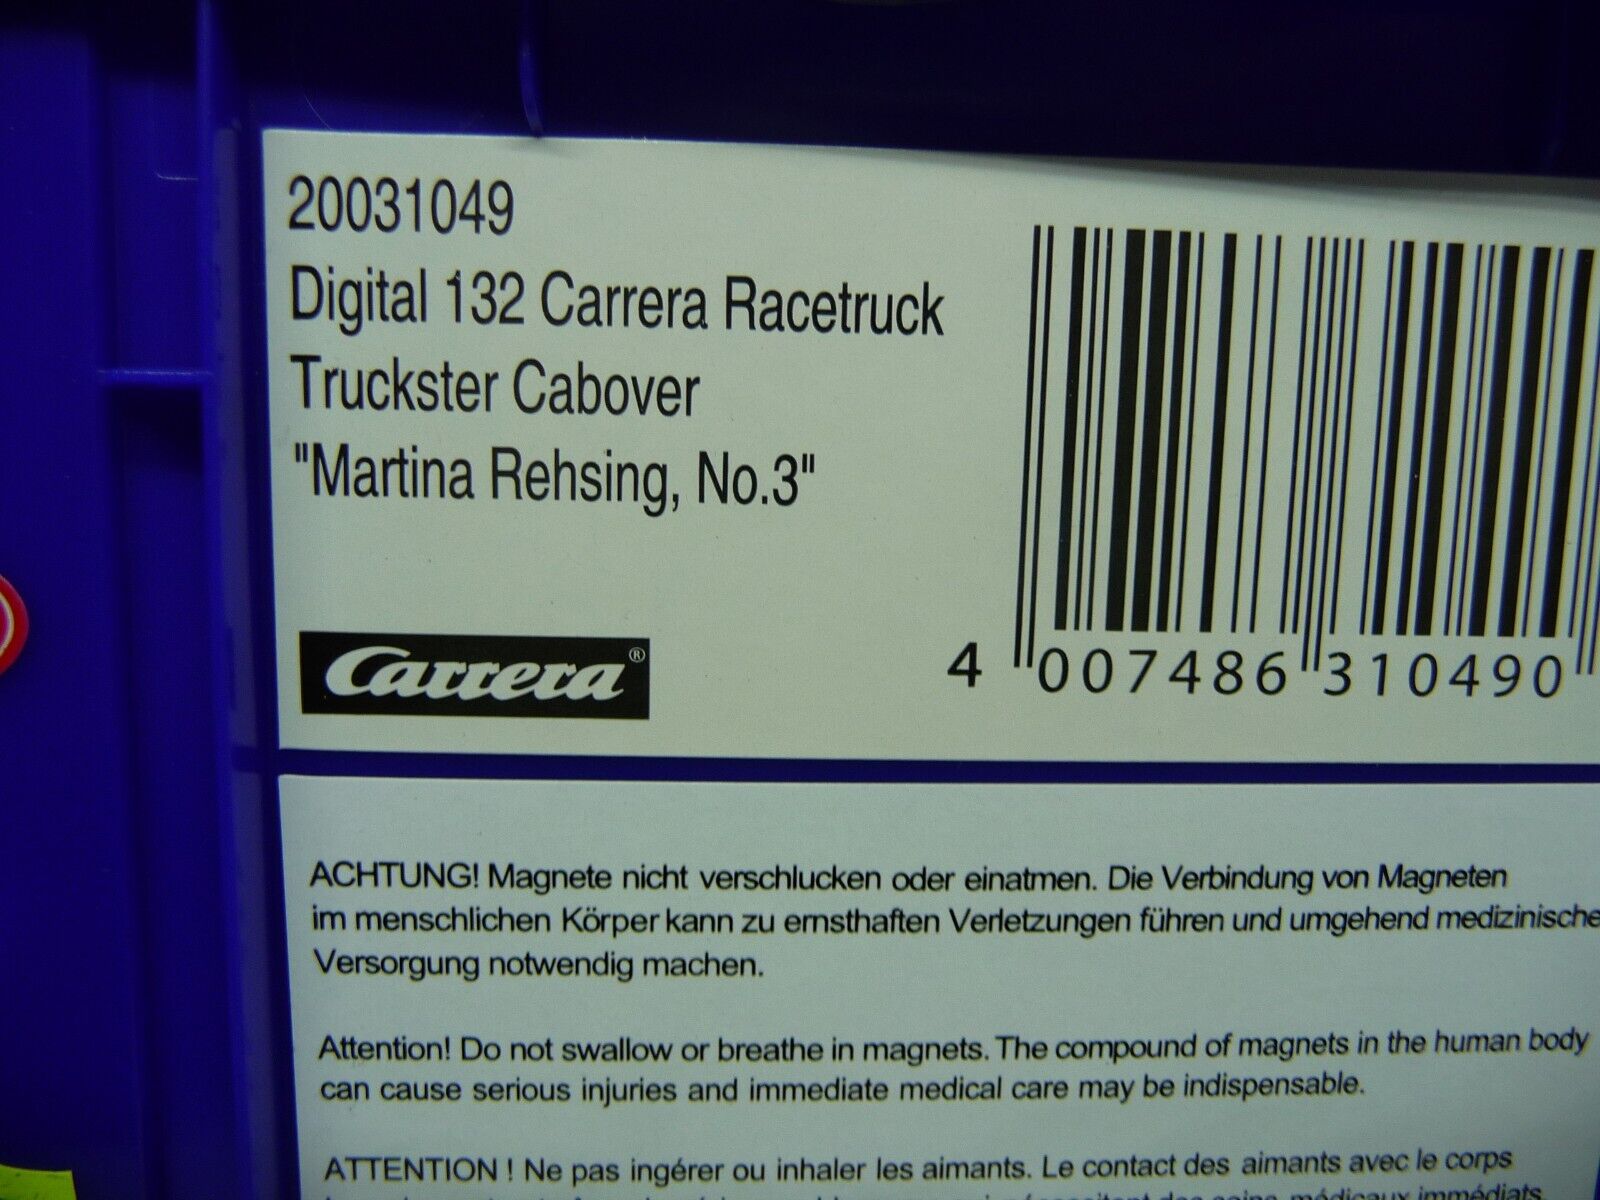 20031049
Digital 132 Carrera Racetruck
Truckster Cabover
"Martina Rehsing, No.3"
Carrera®
4 007486 310490
ACHTUNG! Magnete nicht verschlucken oder einatmen. Die Verbindung von Magneten
im menschlichen Körper kann zu ernsthaften Verletzungen führen und umgehend medizinische
Versorgung notwendig machen.
Attention! Do not swallow or breathe in magnets. The compound of magnets in the human body
can cause serious injuries and immediate medical care may be indispensable.
ATTENTION ! Ne pas ingérer ou inhaler les aimants. Le contact des aimants avec le corps